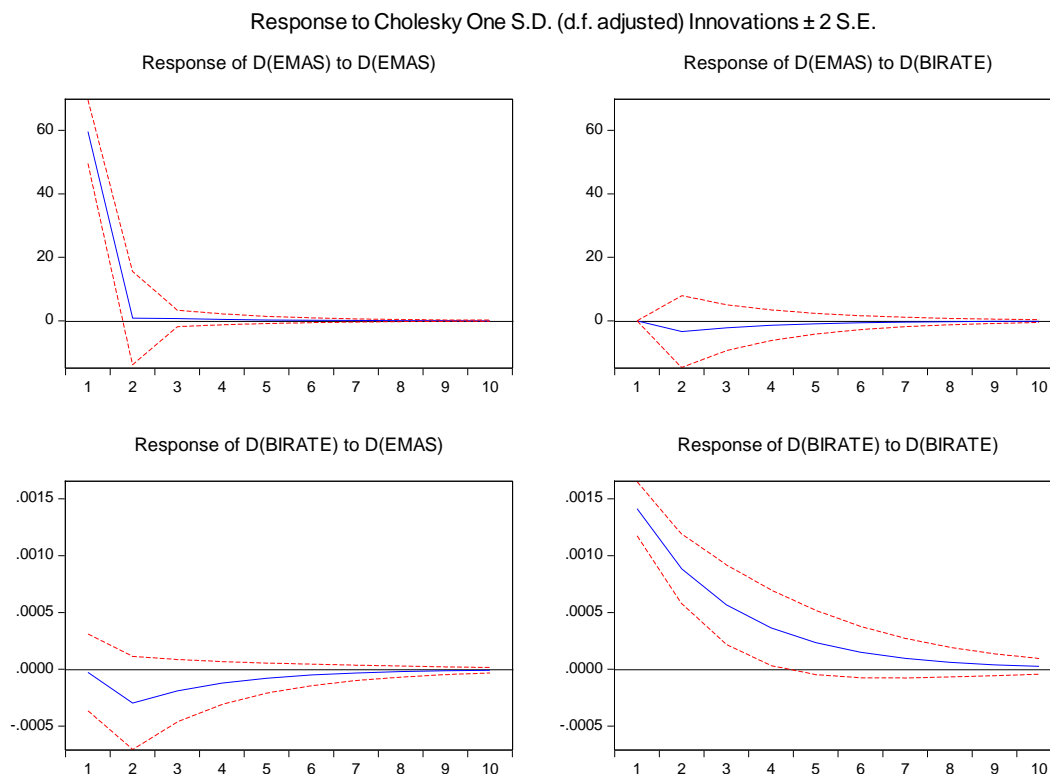 Response to Cholesky One S.D. (d.f. adjusted) Innovations ± 2 S.E.
Response of D(EMAS) to D(EMAS)
60
40
20
0
1 2 3 4 5 6 7 8 9 10
Response of D(EMAS) to D(BIRATE)
60
40
20
0
1 2 3 4 5 6 7 8 9 10
Response of D(BIRATE) to D(EMAS)
.0015
.0010
.0005
.0000
-.0005
1 2 3 4 5 6 7 8 9 10
Response of D(BIRATE) to D(BIRATE)
.0015
.0010
.0005
.0000
-.0005
1 2 3 4 5 6 7 8 9 10